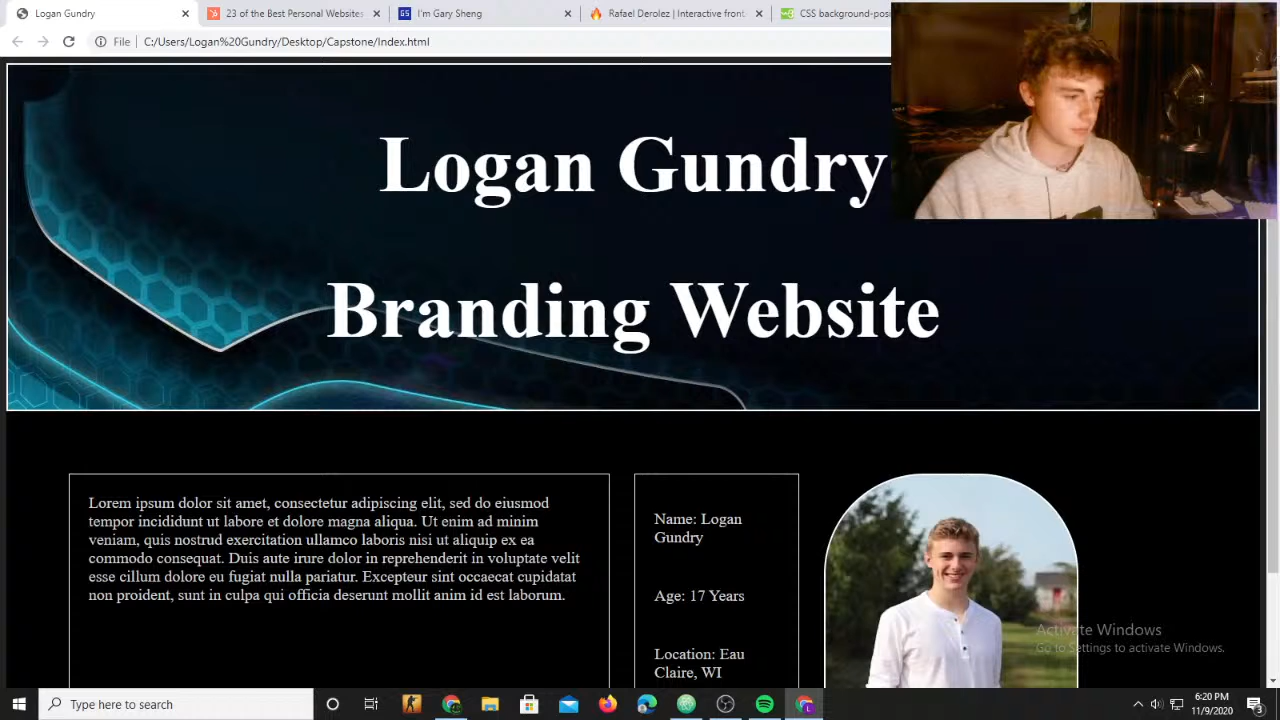 Logan Gundry
23 of the Best Personal Websites
I'm Gary Sheng
Rafael Derolez | Interactive front
CSS background-pos
File
C:/Users/Logan%20Gundry/Desktop/Capstone/Index.html
Logan Gundry
Branding Website
Lorem ipsum dolor sit amet, consectetur adipiscing elit, sed do eiusmod
tempor incididunt ut labore et dolore magna aliqua. Ut enim ad minim
veniam, quis nostrud exercitation ullamco laboris nisi ut aliquip ex ea
commodo consequat. Duis aute irure dolor in reprehenderit in voluptate velit
esse cillum dolore eu fugiat nulla pariatur. Excepteur sint occaecat cupidatat
non proident, sunt in culpa qui officia deserunt mollit anim id est laborum.
Name: Logan
Gundry
Age: 17 Years
Location: Eau
Claire, WI
Activate Windows
Go to Settings to activate Windows.
Type here to search
6:20 PM
11/9/2020
3